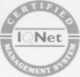 CERTIFIED
IQNet
MANAGEMENT SYSTEM